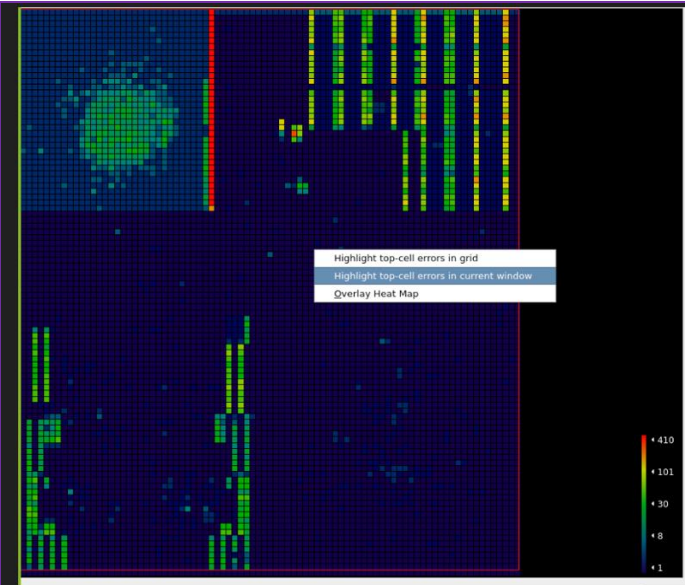 Highlight top-cell errors in grid
Highlight top-cell errors in current window
Overlay Heat Map
410
101
30
8
1